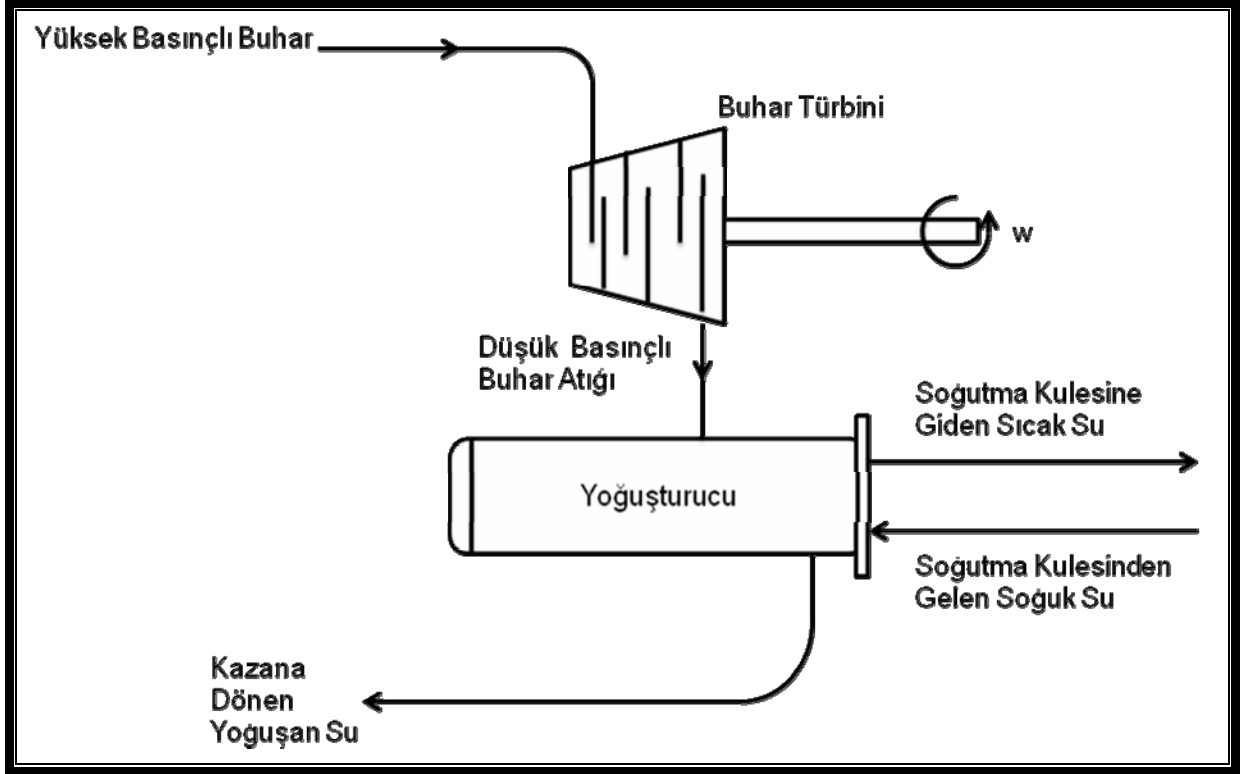 Yüksek Basınçlı Buhar
Buhar Türbini
w
Düşük Basınçlı
Buhar Atığı
Soğutma Kulesine
Giden Sıcak Su
Yoğuşturucu
Soğutma Kulesinden
Gelen Soğuk Su
Kazana
Dönen
Yoğuşan Su